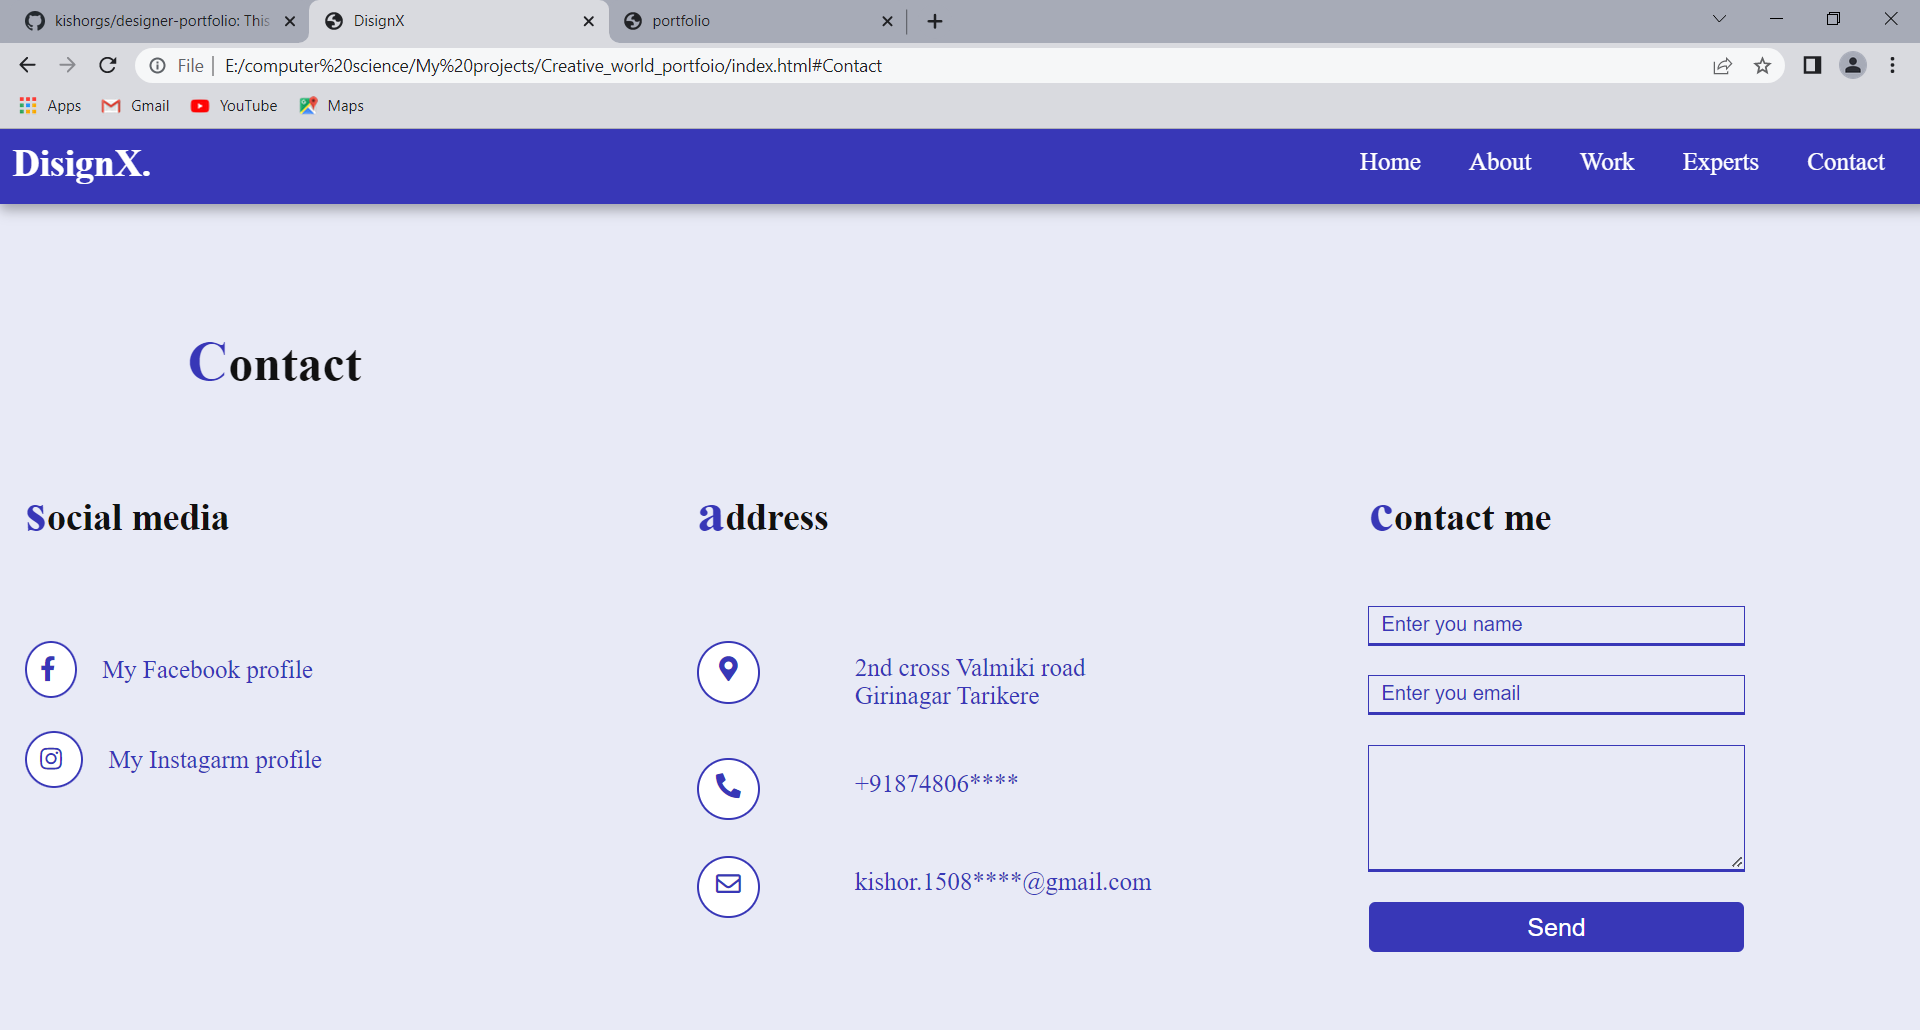 kishorgs/designer-portfolio: This
DisignX
portfolio
File
E:/computer%20science/My%20projects/Creative_world_portfoio/index.html#Contact
Apps
Gmail
YouTube
Maps
DisignX.
Home
About
Work
Experts
Contact
Contact
social media
My Facebook profile
My Instagarm profile
address
2nd cross Valmiki road
Girinagar Tarikere
+91874806****
kishor.1508****@gmail.com
contact me
Enter you name
Enter you email
Send